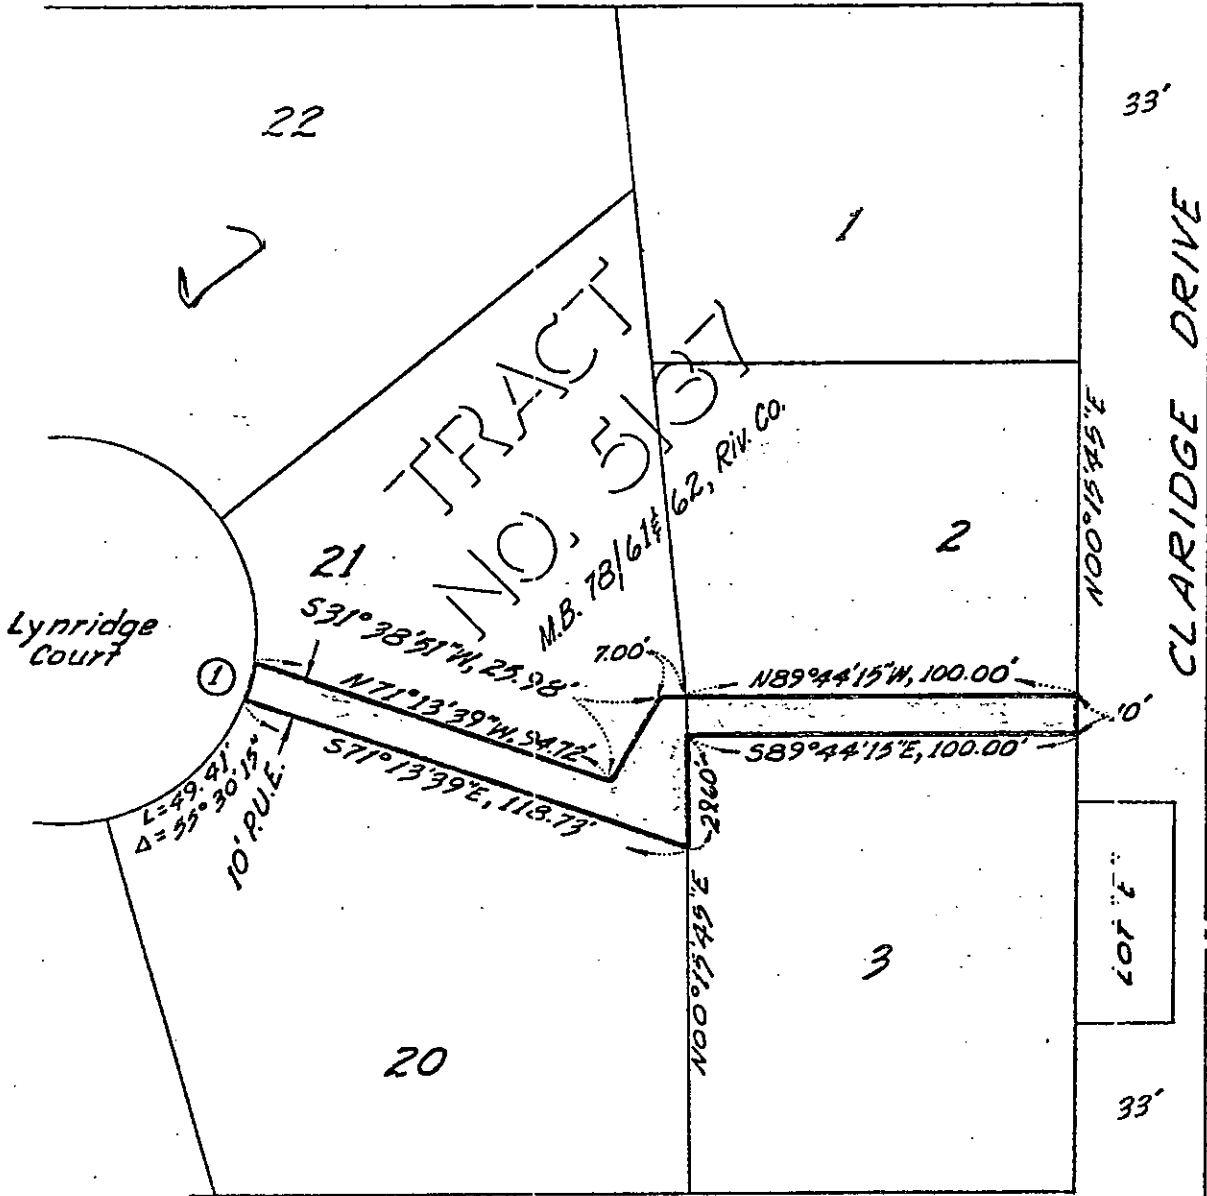 22
33'
1
CLARIDGE DRIVE
TRACT
NO. 5167
M.B. 78/61 & 62, Riv. Co.
N00°15'45"E
2
21
Lynridge
Court
1
S31°38'51"W, 25.98'
7.00'
N89°44'15"W, 100.00'
N71°13'39"W, 94.72'
10'
S89°44'15"E, 100.00'
S71°13'39"E, 118.73'
29.60'
L=49.41'
Δ=55°30'15"
10' P.U.E.
N00°15'45"E
LOT "E"
3
20
33'